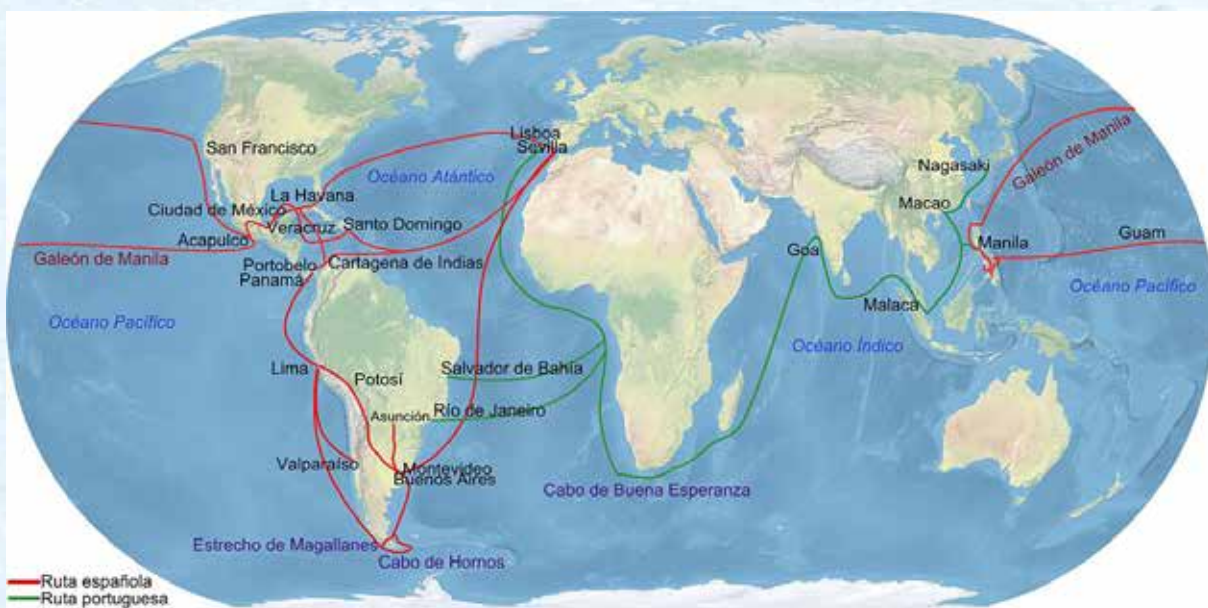 Lisboa
Sevilla
San Francisco
Océano Atántico
Galeón de Manila
Nagasaki
La Havana
Ciudad de México
Veracruz
Santo Domingo
Macao
Acapulco
Galeón de Manila
Portobelo
Cartagena de Indias
Panamá
Goa
Manila
Guam
Malaca
Océano Pacífico
Océano Pacífico
Océano Índico
Lima
Potosí
Salvador de Bahía
Asunción
Río de Janeiro
Valparaíso
Montevideo
Buenos Aires
Cabo de Buena Esperanza
Estrecho de Magallanes
Cabo de Hornos
Ruta española
Ruta portuguesa